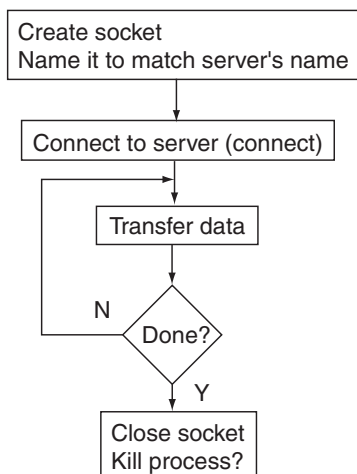 Create socket
Name it to match server's name
Connect to server (connect)
Transfer data
N
Done?
Y
Close socket
Kill process?